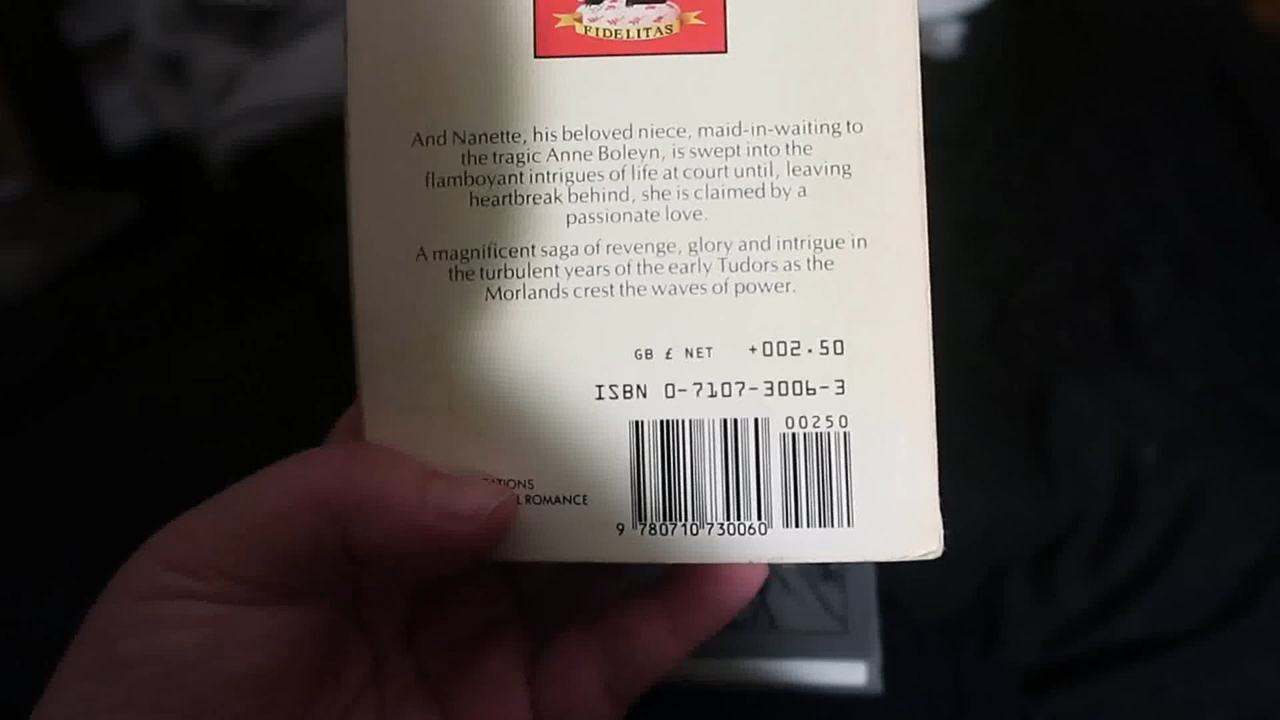 FIDELITAS
And Nanette, his beloved niece, maid-in-waiting to
the tragic Anne Boleyn, is swept into the
flamboyant intrigues of life at court until, leaving
heartbreak behind, she is claimed by a
passionate love.
A magnificent saga of revenge, glory and intrigue in
the turbulent years of the early Tudors as the
Morlands crest the waves of power.
GB £ NET +002.50
ISBN 0-7107-3006-3
00250
ROMANCE
9 780710 730060